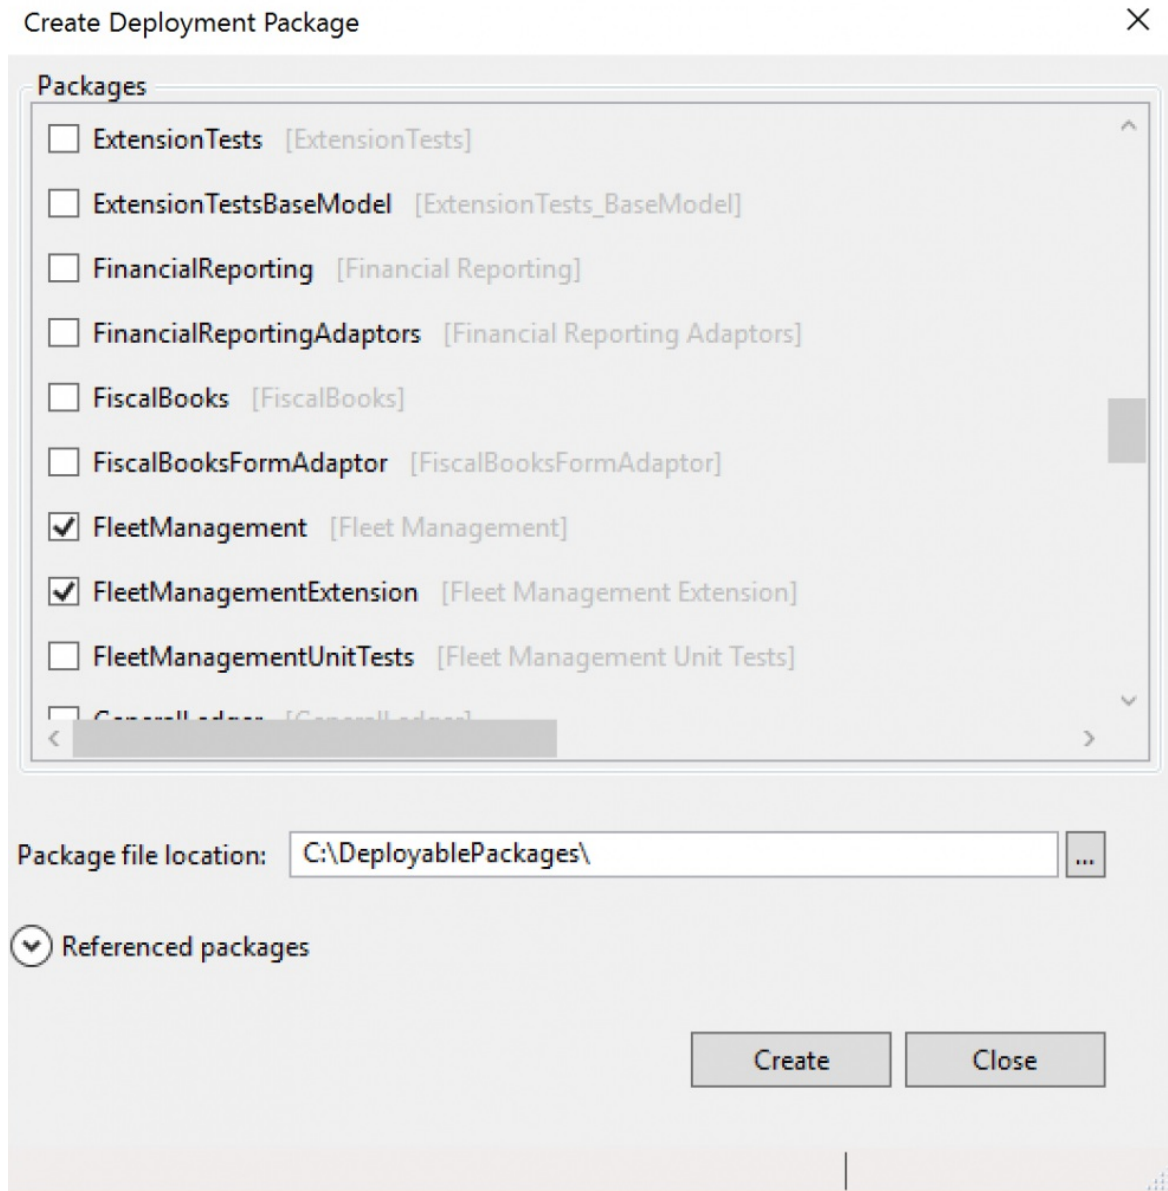 Create Deployment Package
Packages
ExtensionTests [ExtensionTests]
ExtensionTestsBaseModel [ExtensionTests_BaseModel]
FinancialReporting [Financial Reporting]
FinancialReportingAdaptors [Financial Reporting Adaptors]
FiscalBooks [FiscalBooks]
FiscalBooksFormAdaptor [FiscalBooksFormAdaptor]
FleetManagement [Fleet Management]
FleetManagementExtension [Fleet Management Extension]
FleetManagementUnitTests [Fleet Management Unit Tests]
GeneralLedger [GeneralLedger]
Package file location: C:\DeployablePackages\ ...
Referenced packages
Create Close